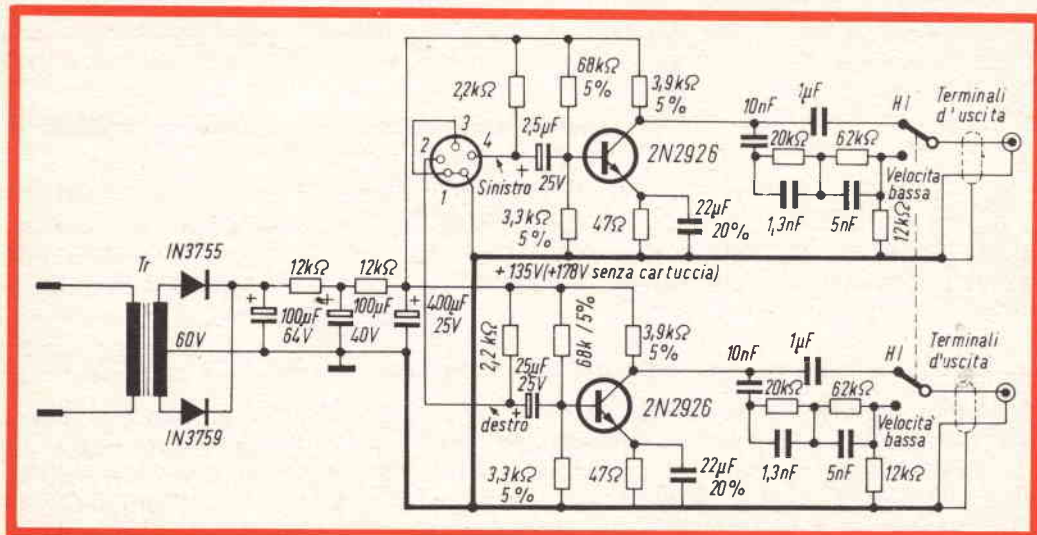 68kΩ
5%
3,9kΩ
5%
2,2kΩ
1µF
HI
Terminali
d'uscita
10nF
20kΩ
62kΩ
3
2
4
1
2,5µF
+
25V
Sinistro
2N2926
Velocita
bassa
1,3nF
5nF
12kΩ
3,3kΩ
5%
47Ω
22µF
20%
IN3755
Tr
12kΩ
12kΩ
+135V(+178V senza cartuccia)
60V
+
100µF
64V
+
100µF
40V
+
400µF
25V
2,2 kΩ
68k / 5%
3,9kΩ
5%
1µF
HI
Terminali
d'uscita
10nF
20kΩ
62kΩ
25µF
25V
+
destro
2N2926
Velocita
bassa
IN3759
1,3nF
5nF
12kΩ
3,3kΩ
5%
47Ω
22µF
20%